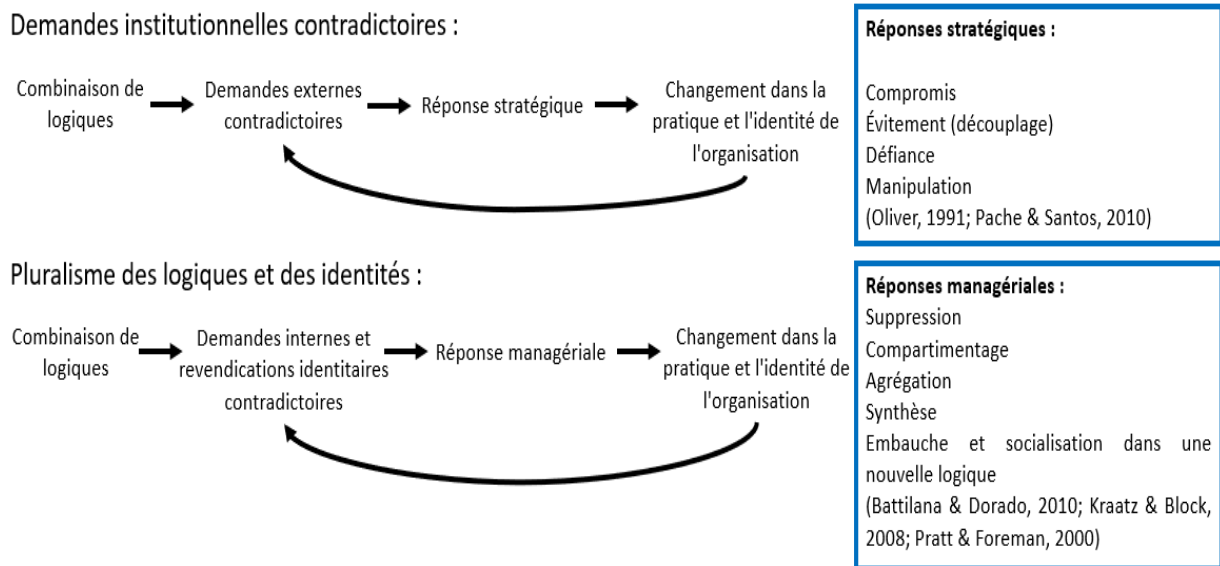 Demandes institutionnelles contradictoires :
Combinaison de
logiques
Demandes externes
contradictoires
Réponse stratégique
Changement dans la
pratique et l'identité de
l'organisation
Réponses stratégiques :
Compromis
Évitement (découplage)
Défiance
Manipulation
(Oliver, 1991; Pache & Santos, 2010)
Pluralisme des logiques et des identités :
Combinaison de
logiques
Demandes internes et
revendications identitaires
contradictoires
Réponse managériale
Changement dans la
pratique et l'identité de
l'organisation
Réponses managériales :
Suppression
Compartimentage
Agrégation
Synthèse
Embauche et socialisation dans une
nouvelle logique
(Battilana & Dorado, 2010; Kraatz & Block,
2008; Pratt & Foreman, 2000)